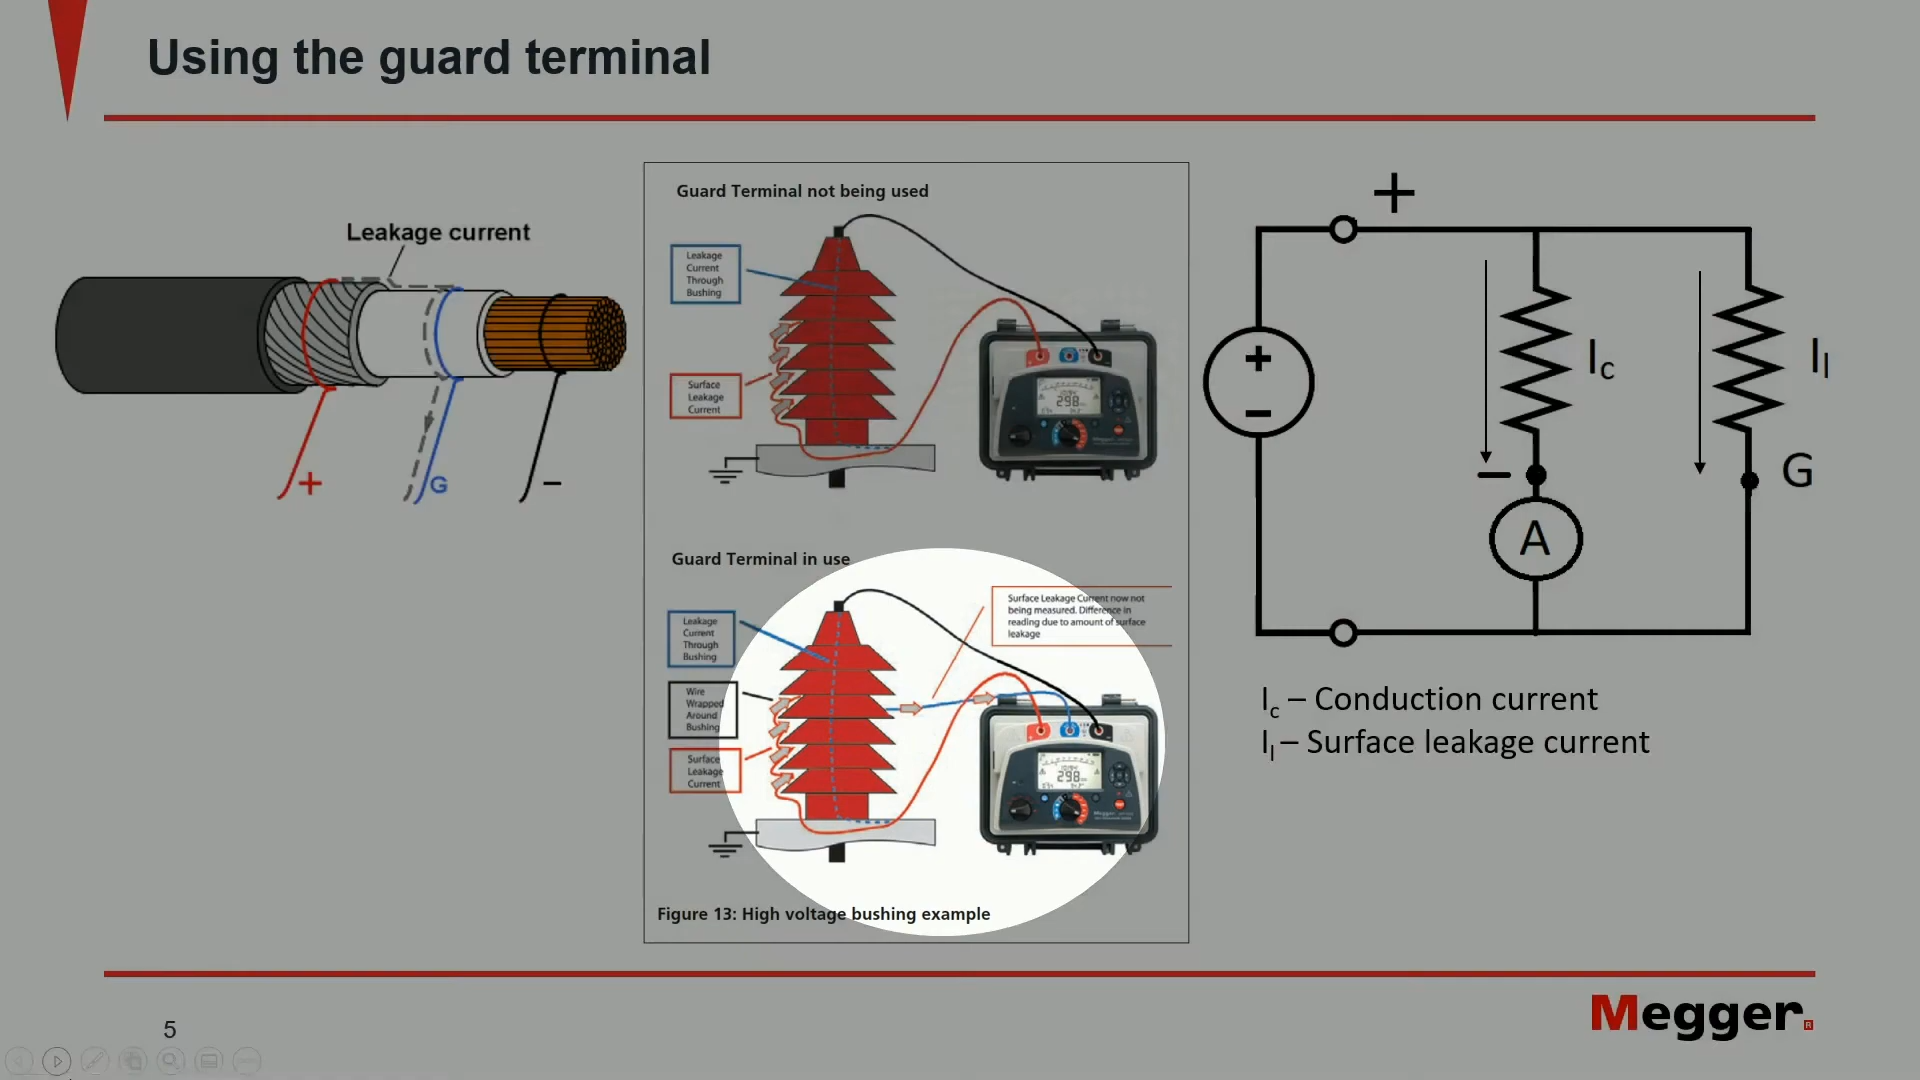 Using the guard terminal
Leakage current
+
G
−
Guard Terminal not being used
Leakage
Current
Through
Bushing
Surface
Leakage
Current
298
Guard Terminal in use
Leakage
Current
Through
Bushing
Wire
Wrapped
Around
Bushing
Surface
Leakage
Current
Surface Leakage Current now not
being measured. Difference in
reading due to amount of surface
leakage
298
Megger
Figure 13: High voltage bushing example
+
+
−
Ic
Il
−
G
A
Ic – Conduction current
Il – Surface leakage current
5
Megger